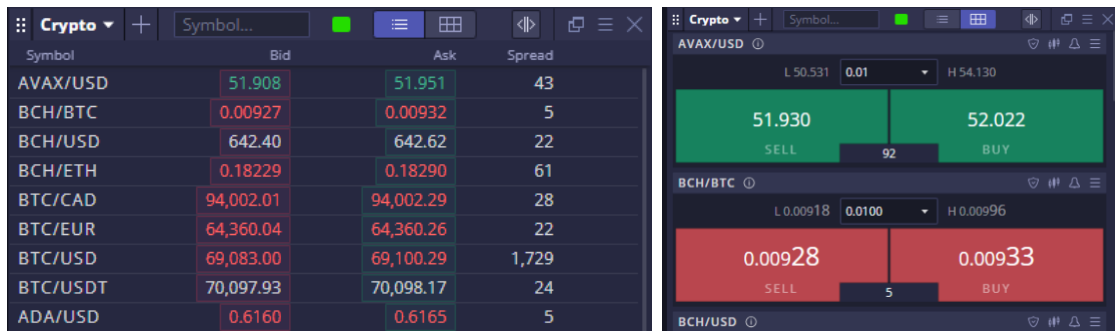 Crypto Symbol...
Symbol Bid Ask Spread
AVAX/USD 51.908 51.951 43
BCH/BTC 0.00927 0.00932 5
BCH/USD 642.40 642.62 22
BCH/ETH 0.18229 0.18290 61
BTC/CAD 94,002.01 94,002.29 28
BTC/EUR 64,360.04 64,360.26 22
BTC/USD 69,083.00 69,100.29 1,729
BTC/USDT 70,097.93 70,098.17 24
ADA/USD 0.6160 0.6165 5
Crypto Symbol...
AVAX/USD
L 50.531 0.01 H 54.130
51.930 52.022
SELL 92 BUY
BCH/BTC
L 0.00918 0.0100 H 0.00996
0.00928 0.00933
SELL 5 BUY
BCH/USD